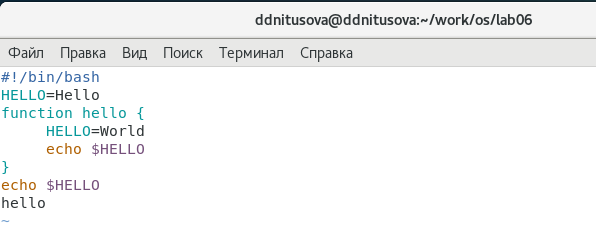 ddnitusova@ddnitusova:~/work/os/lab06
Файл Правка Вид Поиск Терминал Справка
#!/bin/bash
HELLO=Hello
function hello {
     HELLO=World
     echo $HELLO
}
echo $HELLO
hello
~